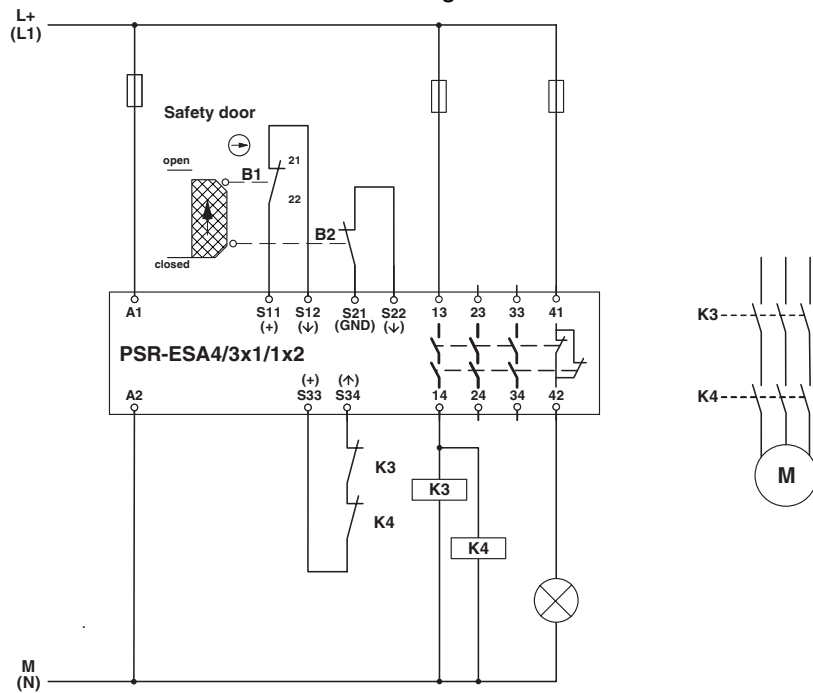 L+
(L1)
Safety door
open
B1
21
22
B2
closed
A1
S11
(+)
S12
(↓)
S21
(GND)
S22
(↓)
13
23
33
41
PSR-ESA4/3x1/1x2
A2
(+)
S33
(↑)
S34
14
24
34
42
K3
K4
K3
K4
M
(N)
K3
K4
M